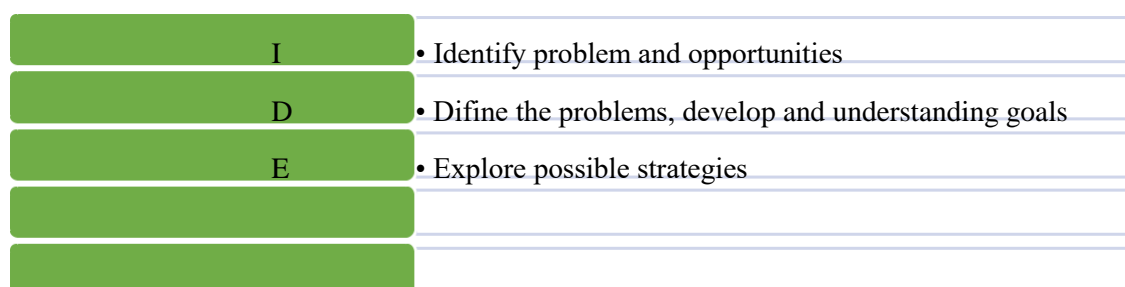 I • Identify problem and opportunities
D • Difine the problems, develop and understanding goals
E • Explore possible strategies